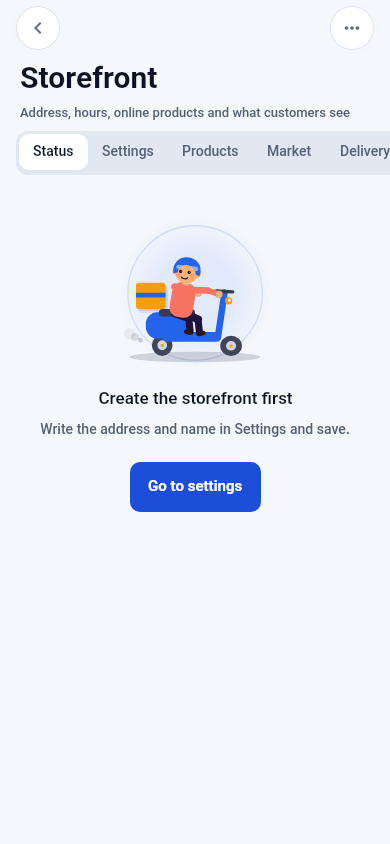 Storefront
Address, hours, online products and what customers see
Status Settings Products Market Delivery
Create the storefront first
Write the address and name in Settings and save.
Go to settings